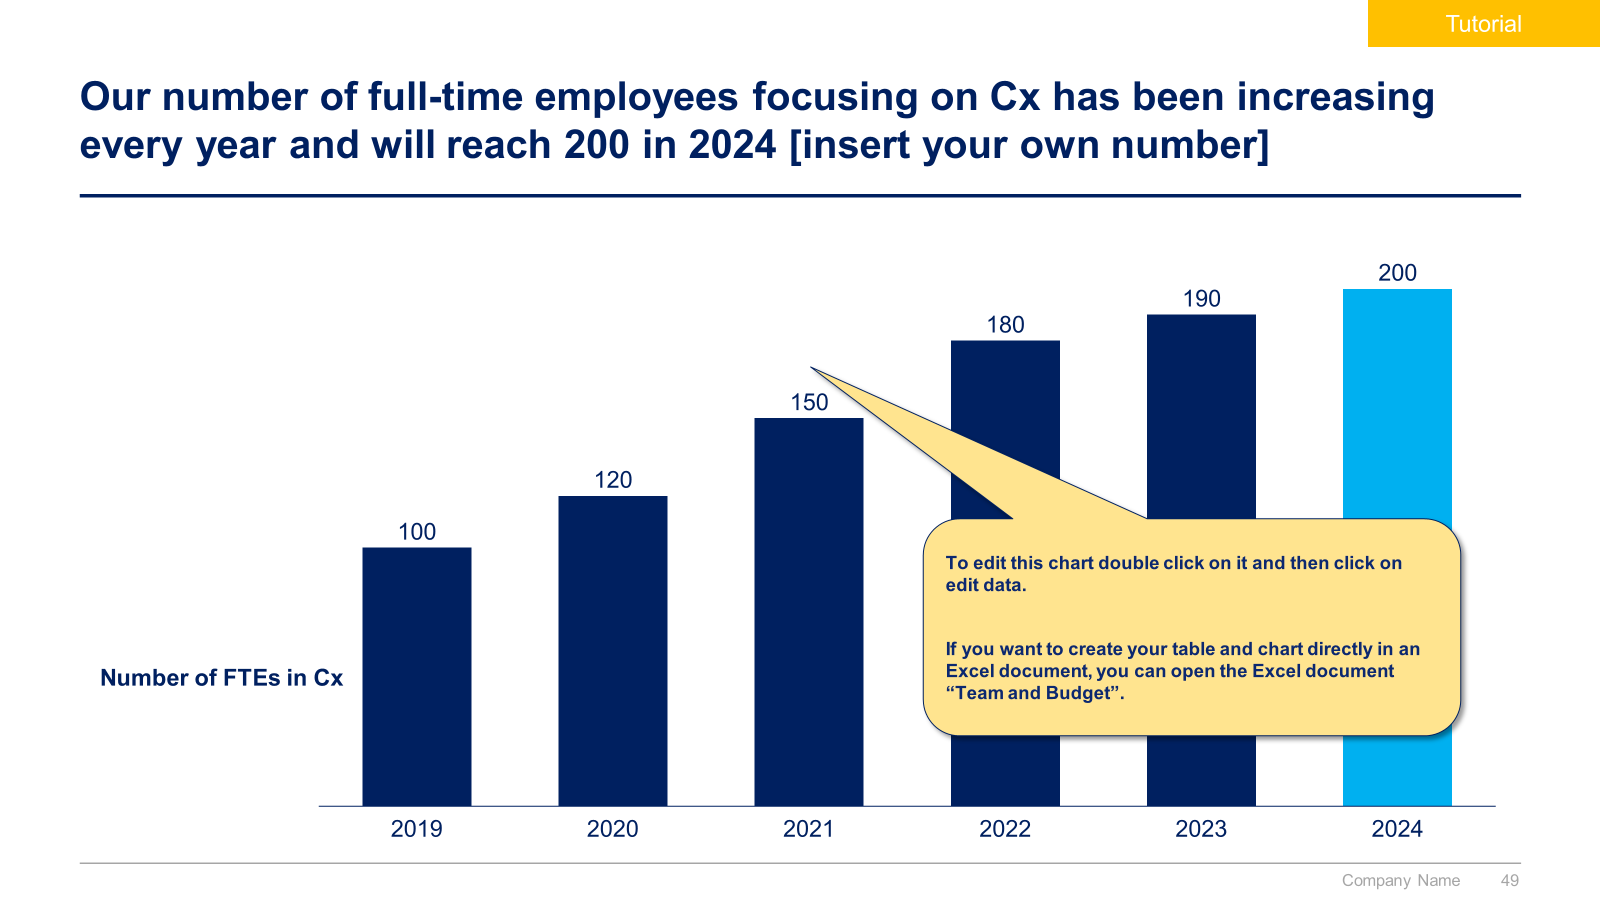 Tutorial
Our number of full-time employees focusing on Cx has been increasing
every year and will reach 200 in 2024 [insert your own number]
200
190
180
150
120
100
To edit this chart double click on it and then click on
edit data.
If you want to create your table and chart directly in an
Excel document, you can open the Excel document
“Team and Budget”.
Number of FTEs in Cx
2019
2020
2021
2022
2023
2024
Company Name
49